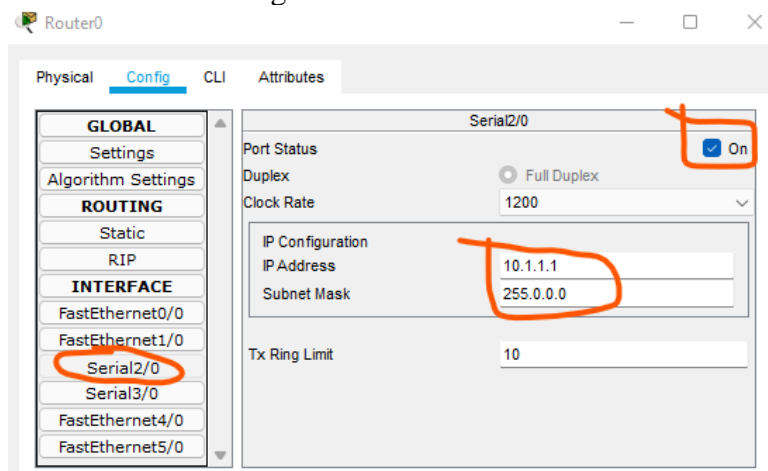 Router0
Physical Config CLI Attributes
GLOBAL
Settings
Algorithm Settings
ROUTING
Static
RIP
INTERFACE
FastEthernet0/0
FastEthernet1/0
Serial2/0
Serial3/0
FastEthernet4/0
FastEthernet5/0
Serial2/0
Port Status On
Duplex Full Duplex
Clock Rate 1200
IP Configuration
IP Address 10.1.1.1
Subnet Mask 255.0.0.0
Tx Ring Limit 10